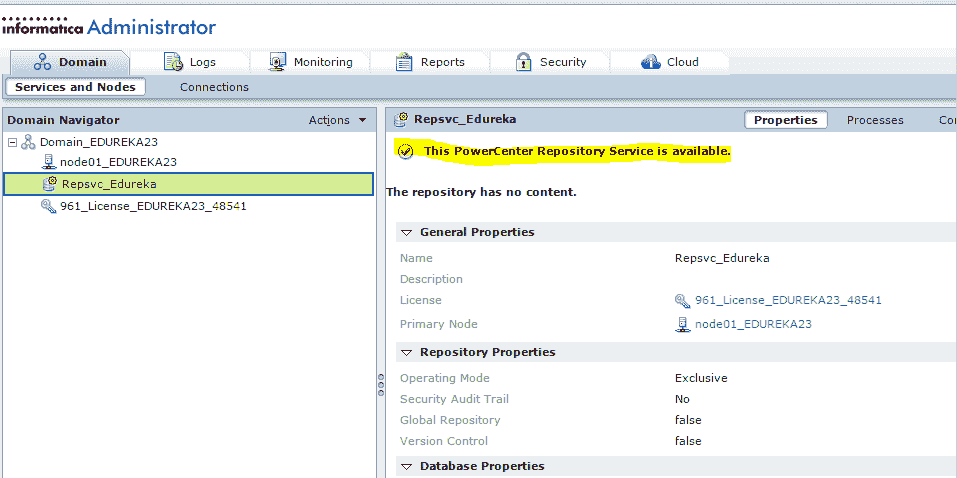 informatica Administrator
Domain Logs Monitoring Reports Security Cloud
Services and Nodes Connections
Domain Navigator Actions
Domain_EDUREKA23
node01_EDUREKA23
Repsvc_Edureka
961_License_EDUREKA23_48541
Repsvc_Edureka Properties Processes Co
This PowerCenter Repository Service is available.
The repository has no content.
General Properties
Name Repsvc_Edureka
Description
License 961_License_EDUREKA23_48541
Primary Node node01_EDUREKA23
Repository Properties
Operating Mode Exclusive
Security Audit Trail No
Global Repository false
Version Control false
Database Properties